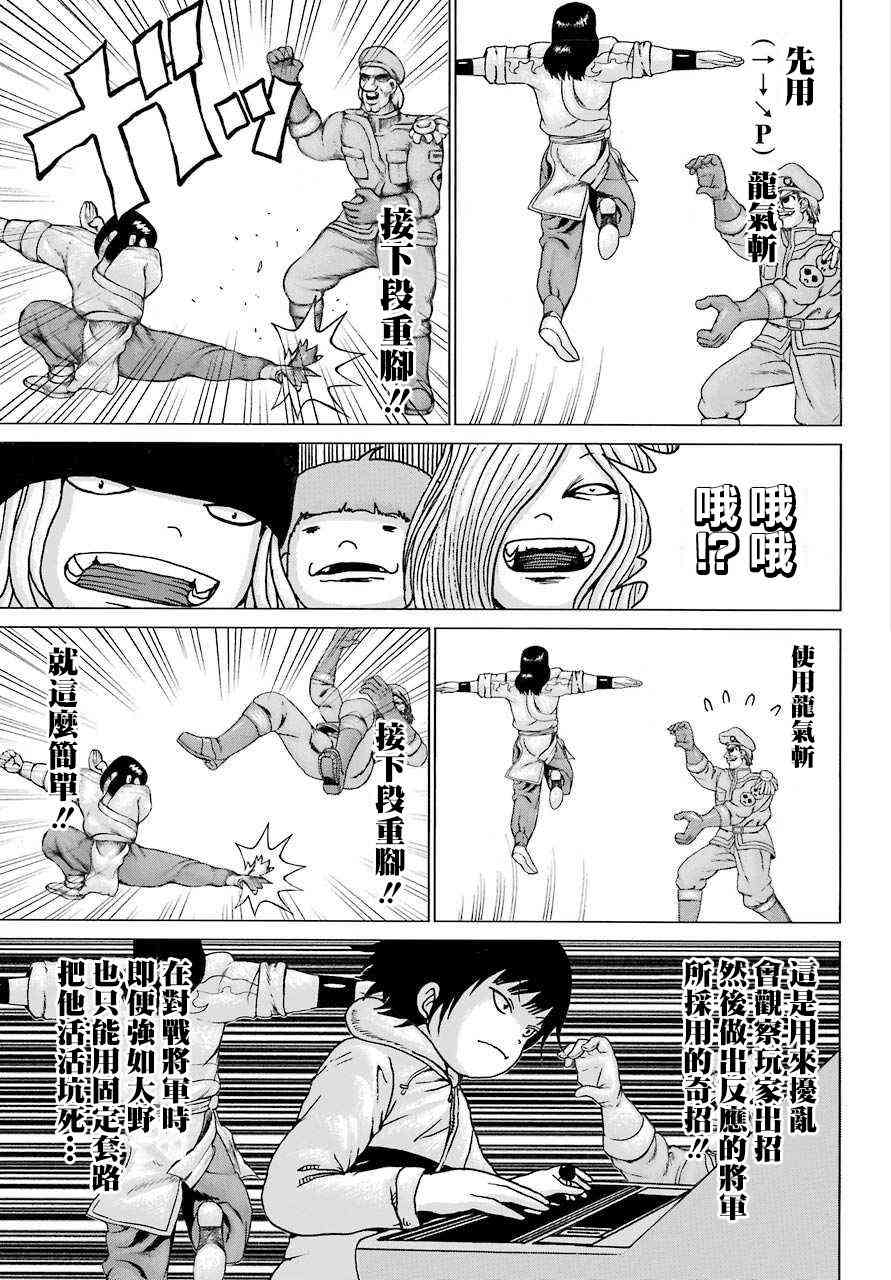 先用
(→↓↘P)
龍氣斬
接下段重腳!!
ガッ
哦哦
哦!?
使用龍氣斬
接下段重腳!!
就這麼簡單!!
這是用來擾亂
會觀察玩家出招
然後做出反應的將軍
所採用的奇招!!
在對戰將軍時
即便強如大野
也只能用固定套路
把他活活坑死…